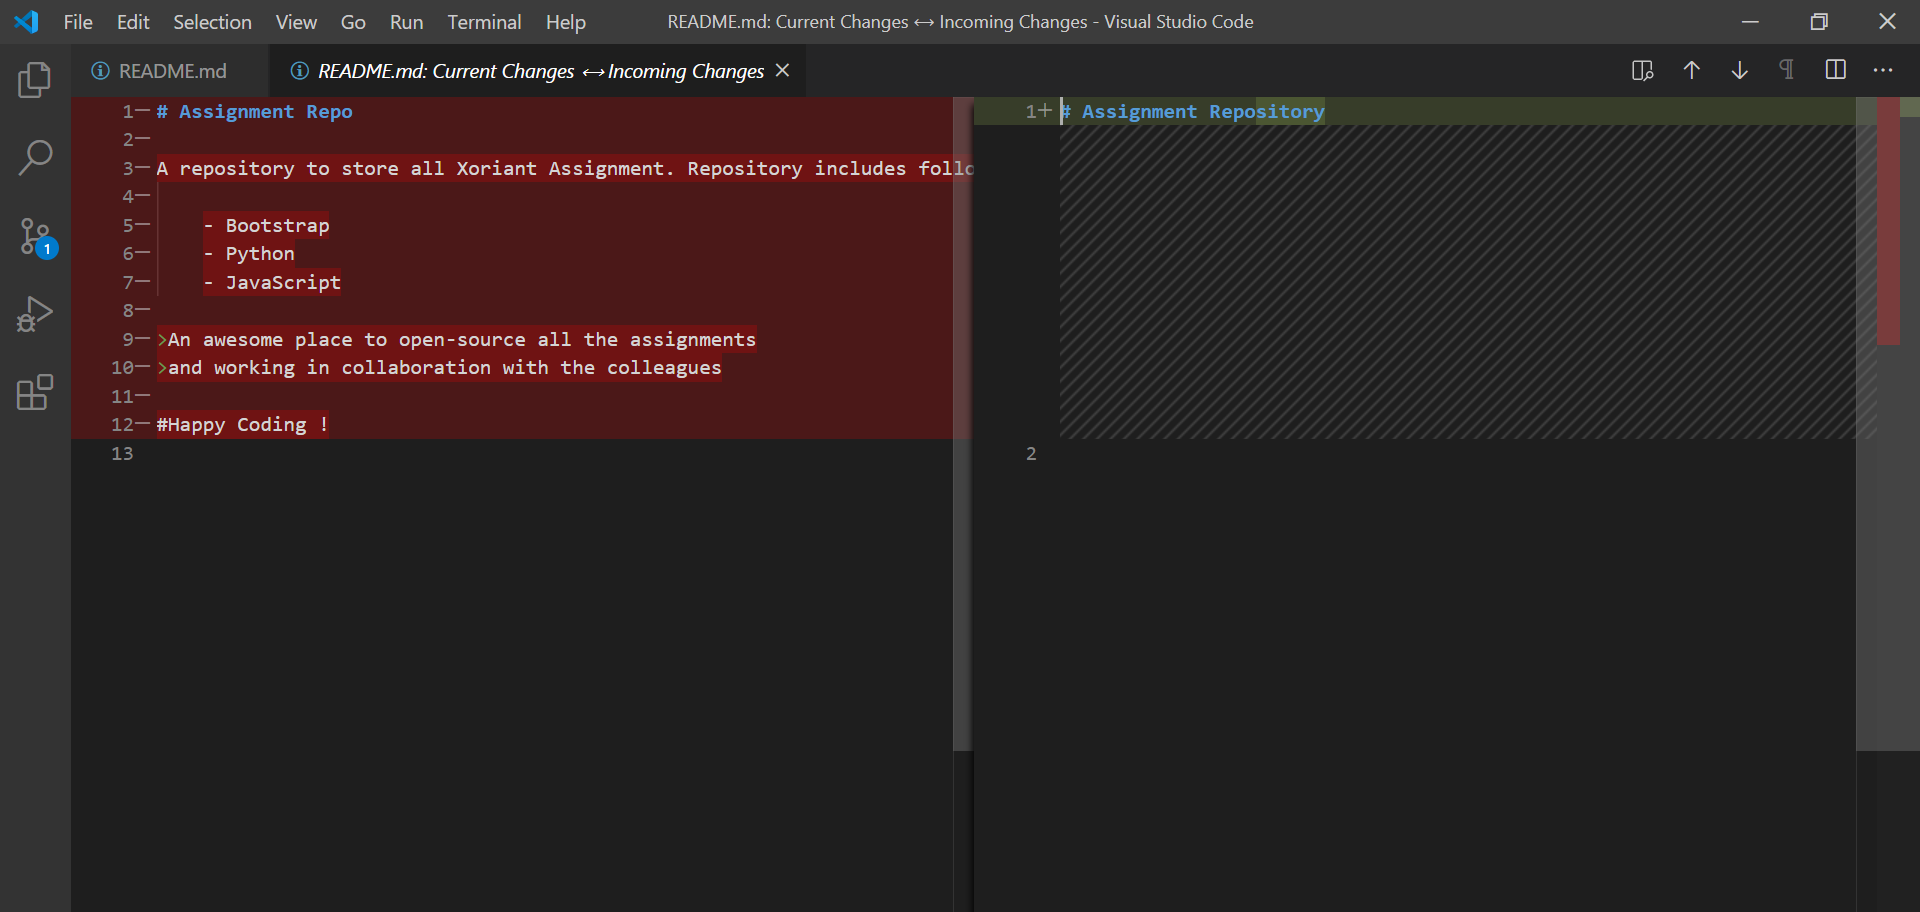 File Edit Selection View Go Run Terminal Help README.md: Current Changes ↔ Incoming Changes - Visual Studio Code
README.md README.md: Current Changes ↔ Incoming Changes
1 # Assignment Repo
2
3 A repository to store all Xoriant Assignment. Repository includes follo
4
5 - Bootstrap
6 - Python
7 - JavaScript
8
9 >An awesome place to open-source all the assignments
10 >and working in collaboration with the colleagues
11
12 #Happy Coding !
13
1+ # Assignment Repository
2
1